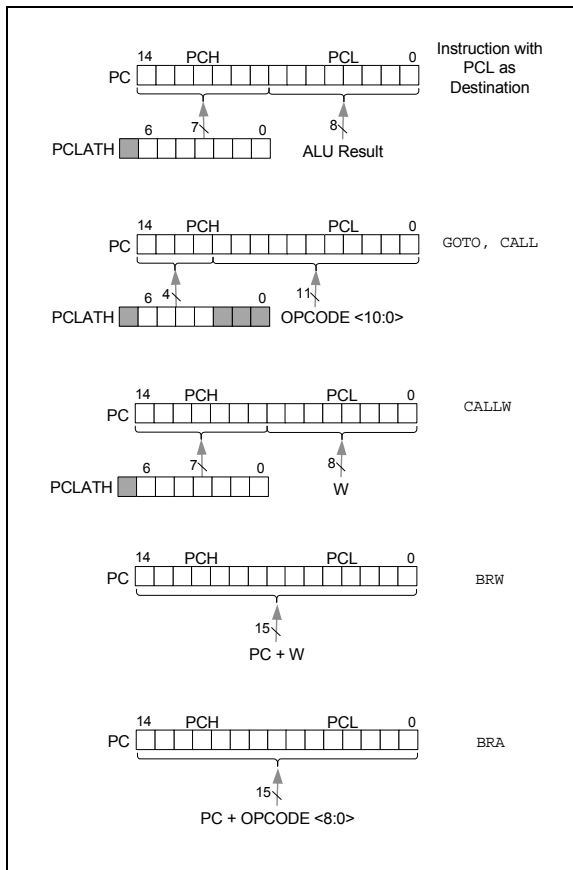 14 PCH PCL 0
PC
Instruction with
PCL as
Destination
6 7 0 8
PCLATH
ALU Result
14 PCH PCL 0
PC
GOTO, CALL
6 4 0 11
PCLATH
OPCODE <10:0>
14 PCH PCL 0
PC
CALLW
6 7 0 8
PCLATH
W
14 PCH PCL 0
PC
BRW
15
PC + W
14 PCH PCL 0
PC
BRA
15
PC + OPCODE <8:0>